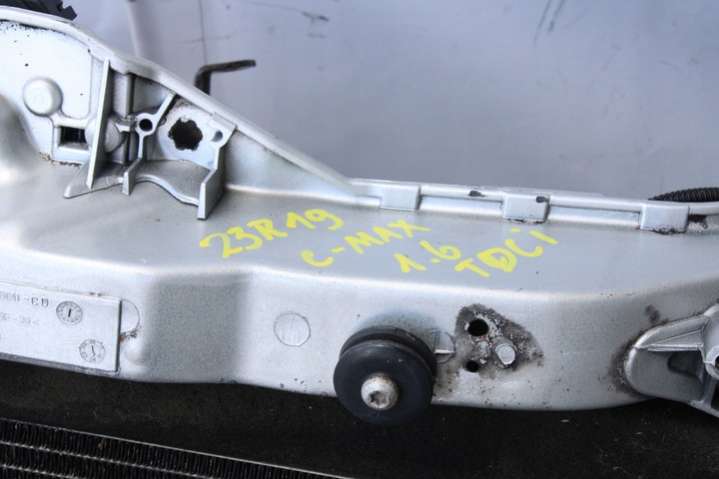 23R19
C-MAX
1.6
TDCi